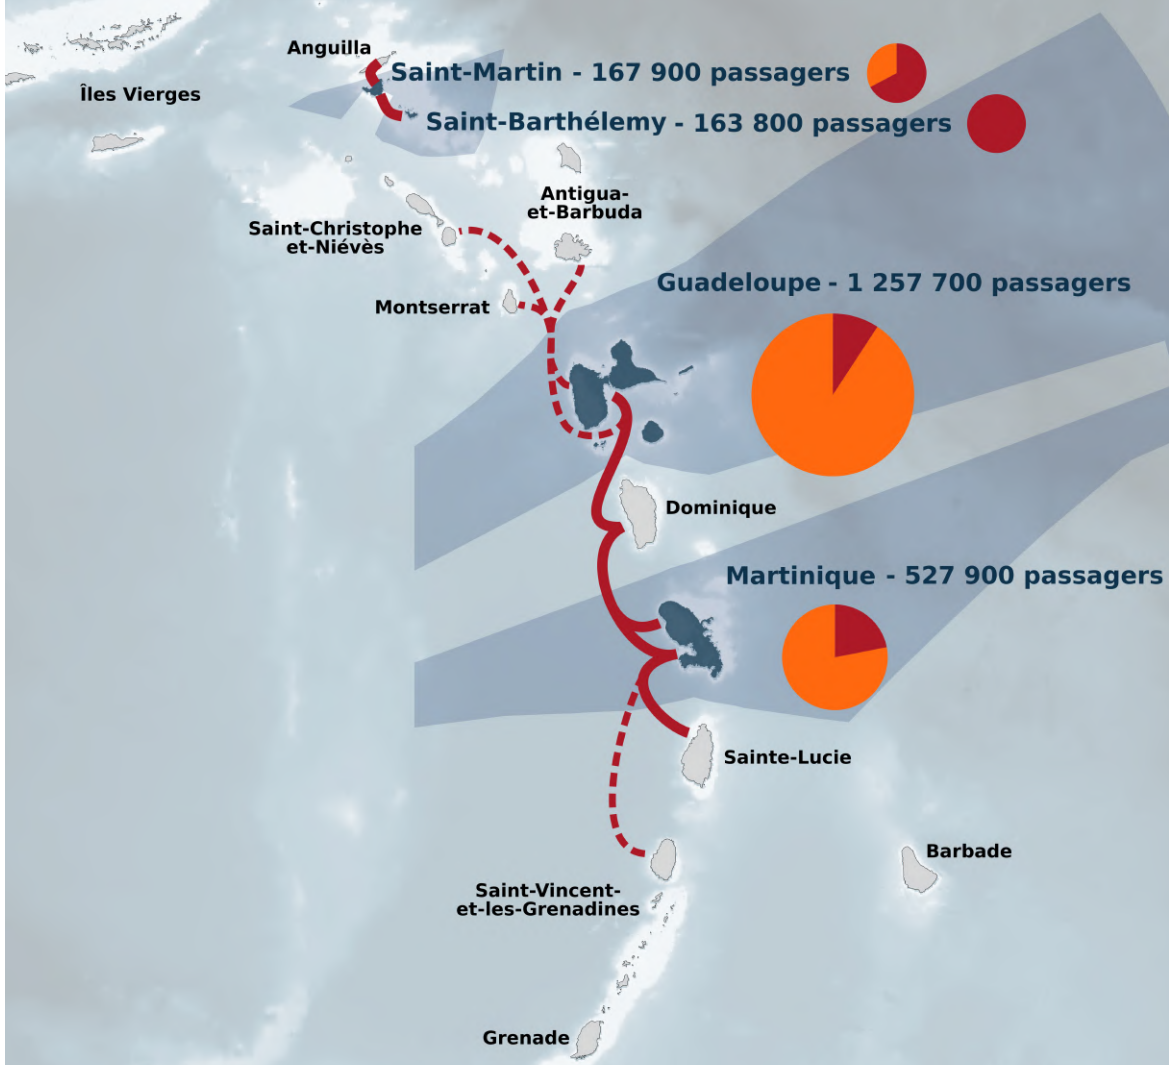 Anguilla
Saint-Martin - 167 900 passagers
Îles Vierges
Saint-Barthélemy - 163 800 passagers
Antigua-
et-Barbuda
Saint-Christophe
et-Niévès
Guadeloupe - 1 257 700 passagers
Montserrat
Dominique
Martinique - 527 900 passagers
Sainte-Lucie
Barbade
Saint-Vincent-
et-les-Grenadines
Grenade